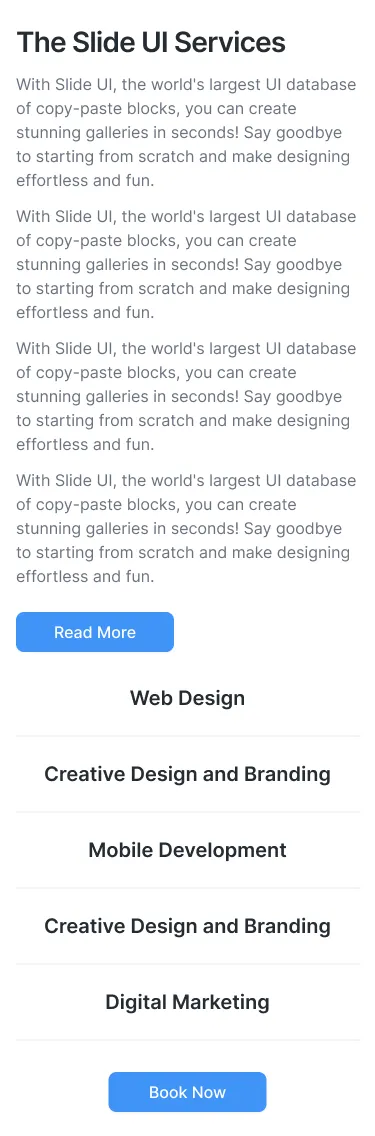 The Slide UI Services
With Slide UI, the world's largest UI database
of copy-paste blocks, you can create
stunning galleries in seconds! Say goodbye
to starting from scratch and make designing
effortless and fun.
With Slide UI, the world's largest UI database
of copy-paste blocks, you can create
stunning galleries in seconds! Say goodbye
to starting from scratch and make designing
effortless and fun.
With Slide UI, the world's largest UI database
of copy-paste blocks, you can create
stunning galleries in seconds! Say goodbye
to starting from scratch and make designing
effortless and fun.
With Slide UI, the world's largest UI database
of copy-paste blocks, you can create
stunning galleries in seconds! Say goodbye
to starting from scratch and make designing
effortless and fun.
Read More
Web Design
Creative Design and Branding
Mobile Development
Creative Design and Branding
Digital Marketing
Book Now